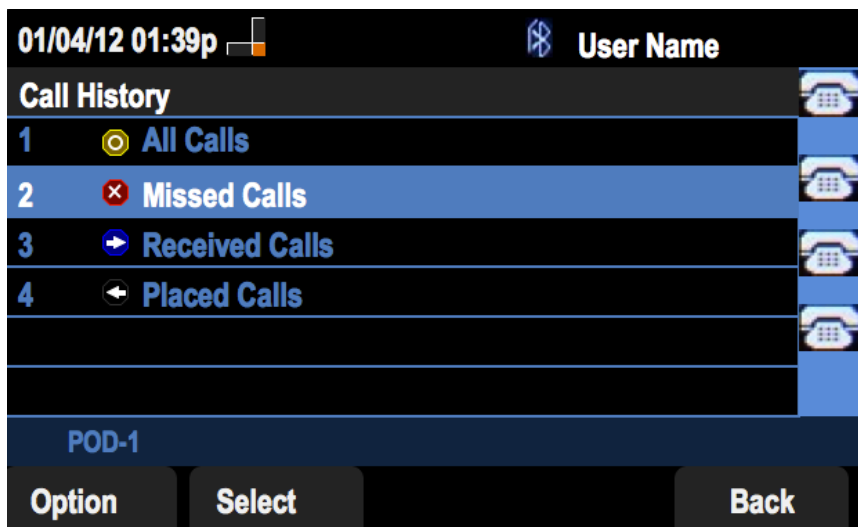 01/04/12 01:39p User Name
Call History
1 All Calls
2 Missed Calls
3 Received Calls
4 Placed Calls
POD-1
Option Select Back